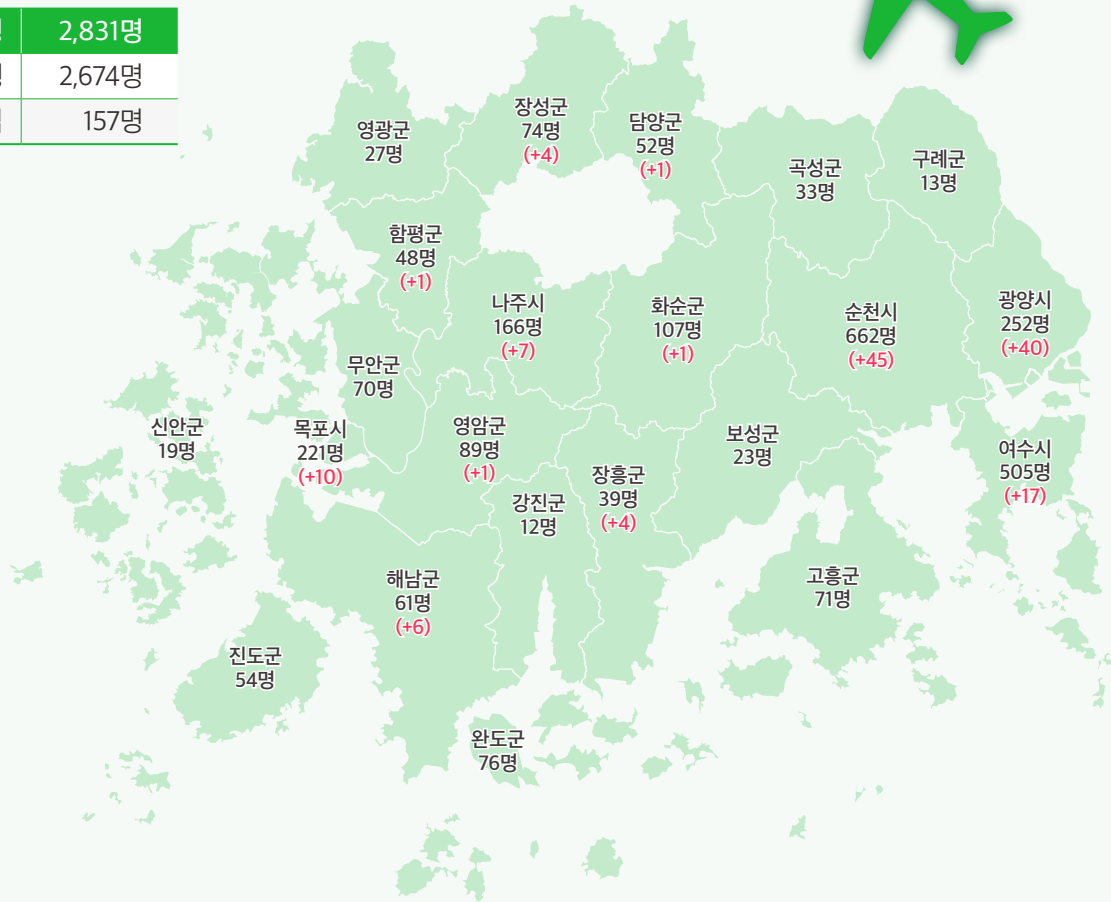 2,831명
2,674명
157명
장성군
74명
(+4)
담양군
52명
(+1)
영광군
27명
곡성군
33명
구례군
13명
함평군
48명
(+1)
나주시
166명
(+7)
화순군
107명
(+1)
순천시
662명
(+45)
광양시
252명
(+40)
무안군
70명
신안군
19명
목포시
221명
(+10)
영암군
89명
(+1)
보성군
23명
여수시
505명
(+17)
장흥군
39명
(+4)
강진군
12명
해남군
61명
(+6)
고흥군
71명
진도군
54명
완도군
76명